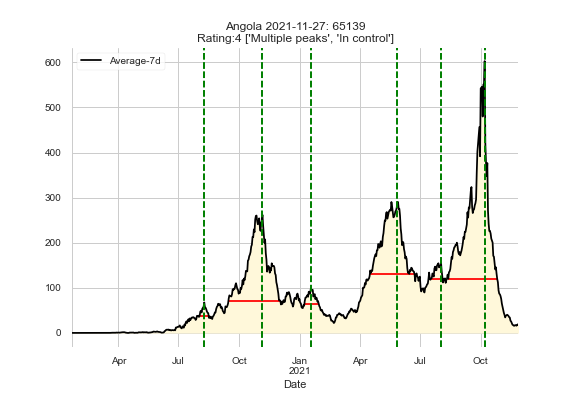 Angola 2021-11-27: 65139
Rating:4 ['Multiple peaks', 'In control']
Average-7d
600
500
400
300
200
100
0
Apr Jul Oct Jan Apr Jul Oct
2021
Date